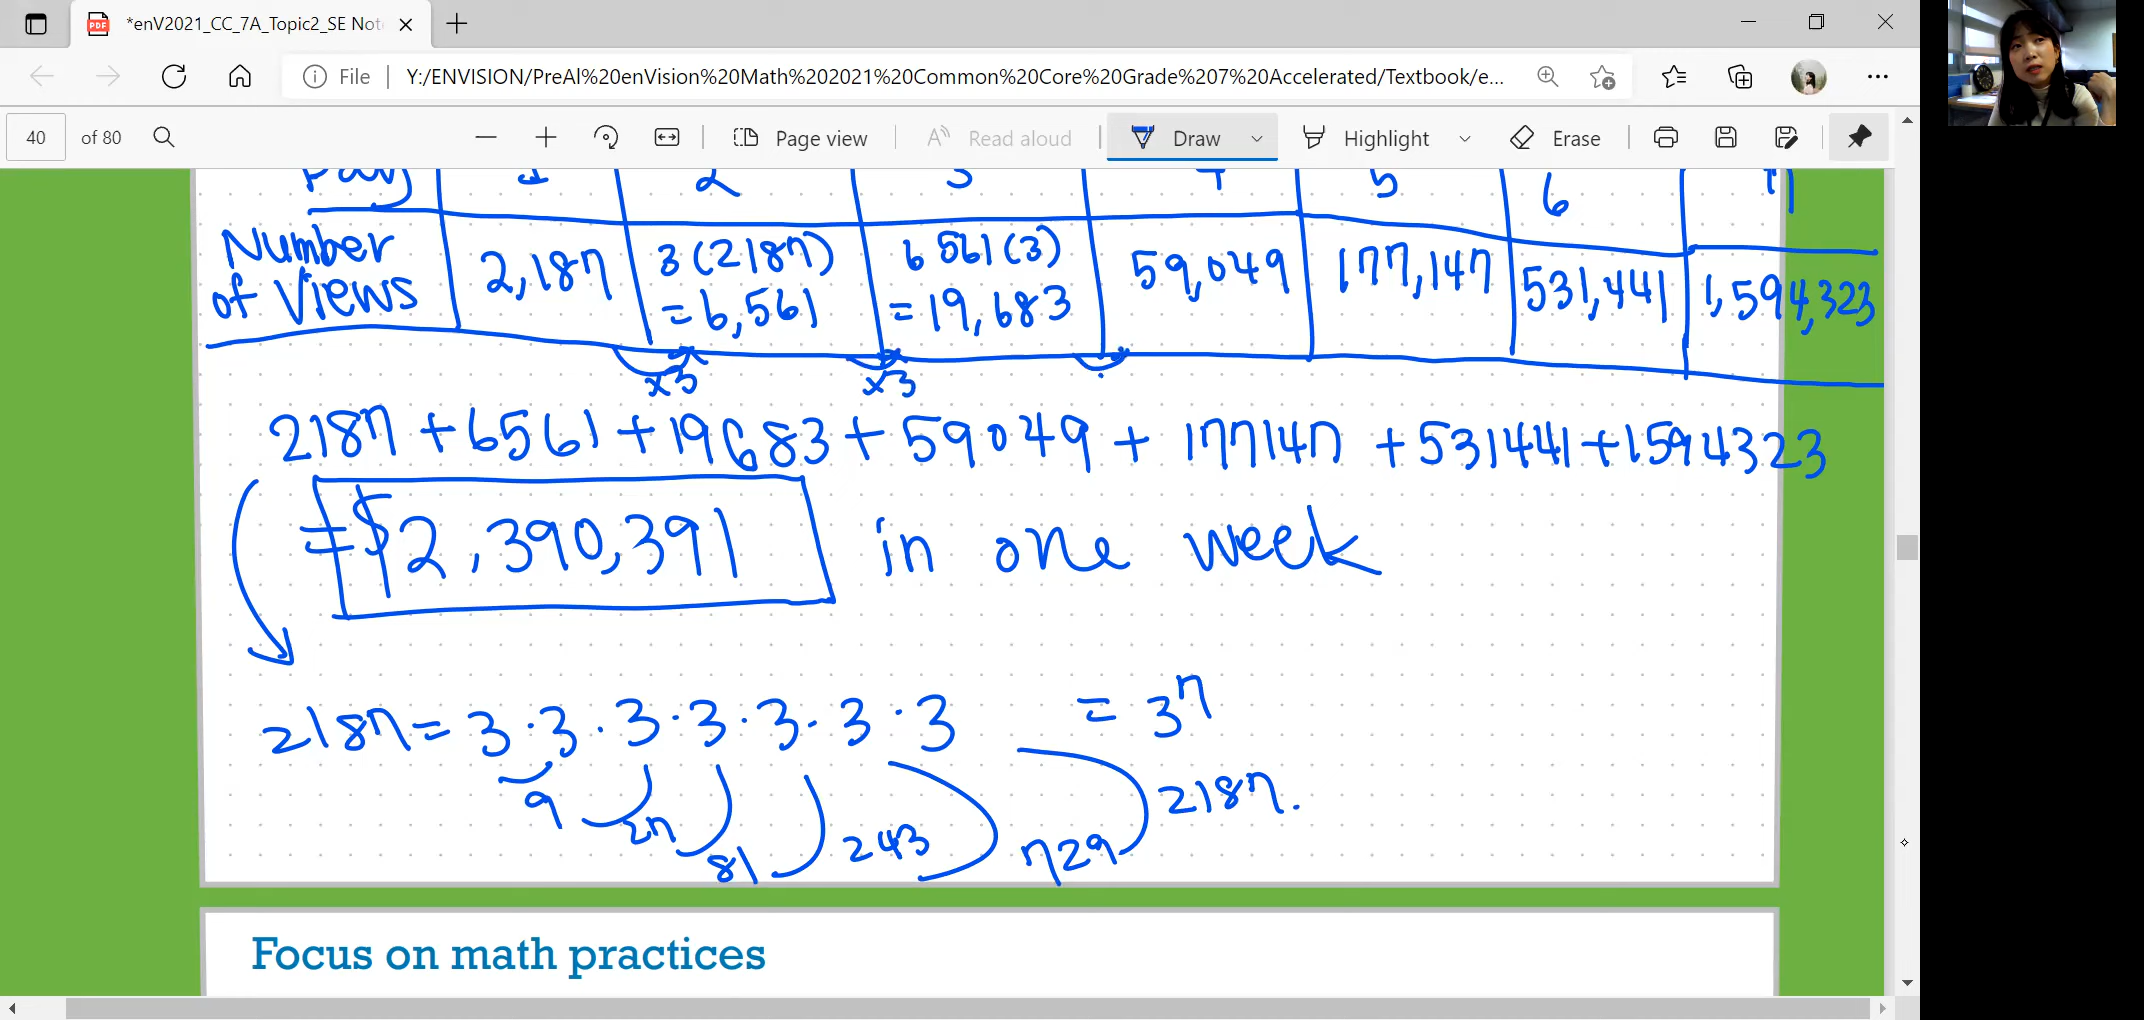 *enV2021_CC_7A_Topic2_SE Not
File Y:/ENVISION/PreAl%20enVision%20Math%202021%20Common%20Core%20Grade%207%20Accelerated/Textbook/e...
40 of 80 Page view Read aloud Draw Highlight Erase
Day 1 2 3 4 5 6 7
Number of Views 2,187 3(2187) =6,561 6561(3) =19,683 59,049 177,147 531,441 1,594,323
x3 x3
2187+6561+19683+59049+177147+531441+1594323
=$2,390,391 in one week
2187=3·3·3·3·3·3·3 =3⁷
9 27 81 243 729 2187.
Focus on math practices